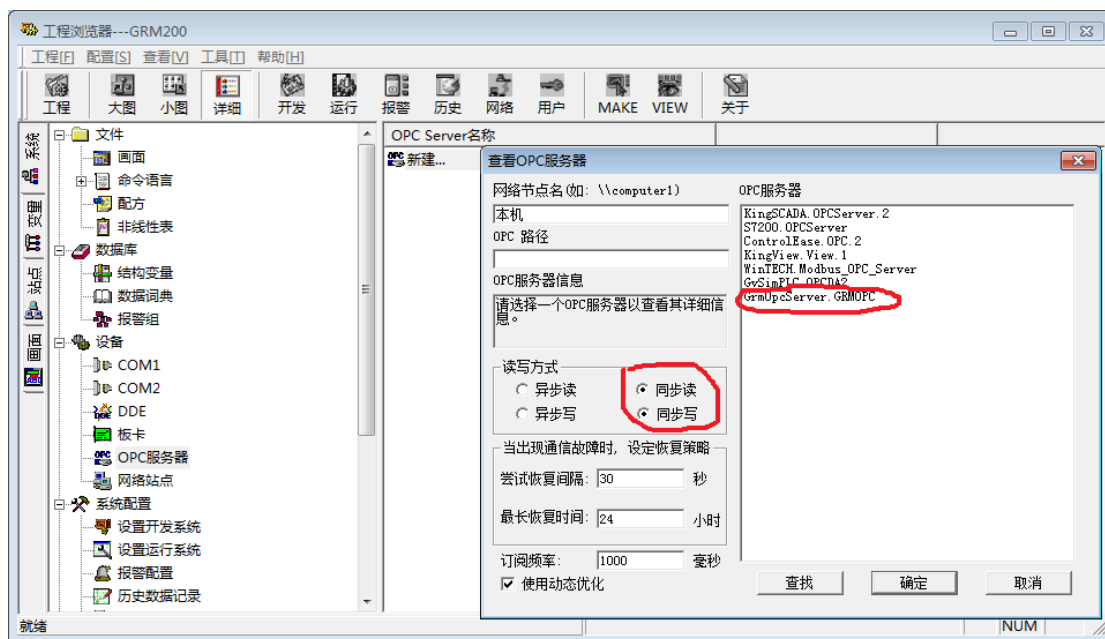 工程浏览器---GRM200
工程[F] 配置[S] 查看[V] 工具[T] 帮助[H]
工程 大图 小图 详细 开发 运行 报警 历史 网络 用户 MAKE VIEW 关于
系统
变量
站点
画面
文件
画面
命令语言
配方
非线性表
数据库
结构变量
数据词典
报警组
设备
COM1
COM2
DDE
板卡
OPC服务器
网络站点
系统配置
设置开发系统
设置运行系统
报警配置
历史数据记录
OPC Server名称
新建...
查看OPC服务器
网络节点名(如: \\computer1)
本机
OPC 路径
OPC服务器信息
请选择一个OPC服务器以查看其详细信
息。
读写方式
异步读 同步读
异步写 同步写
当出现通信故障时, 设定恢复策略
尝试恢复间隔: 30 秒
最长恢复时间: 24 小时
订阅频率: 1000 毫秒
使用动态优化
OPC服务器
KingSCADA.OPCServer.2
S7200.OPCServer
ControlEase.OPC.2
KingView.View.1
WinTECH.Modbus_OPC_Server
GvSimPLC.OPCDA2
GrmOpcServer.GRMOPC
查找 确定 取消
就绪
NUM